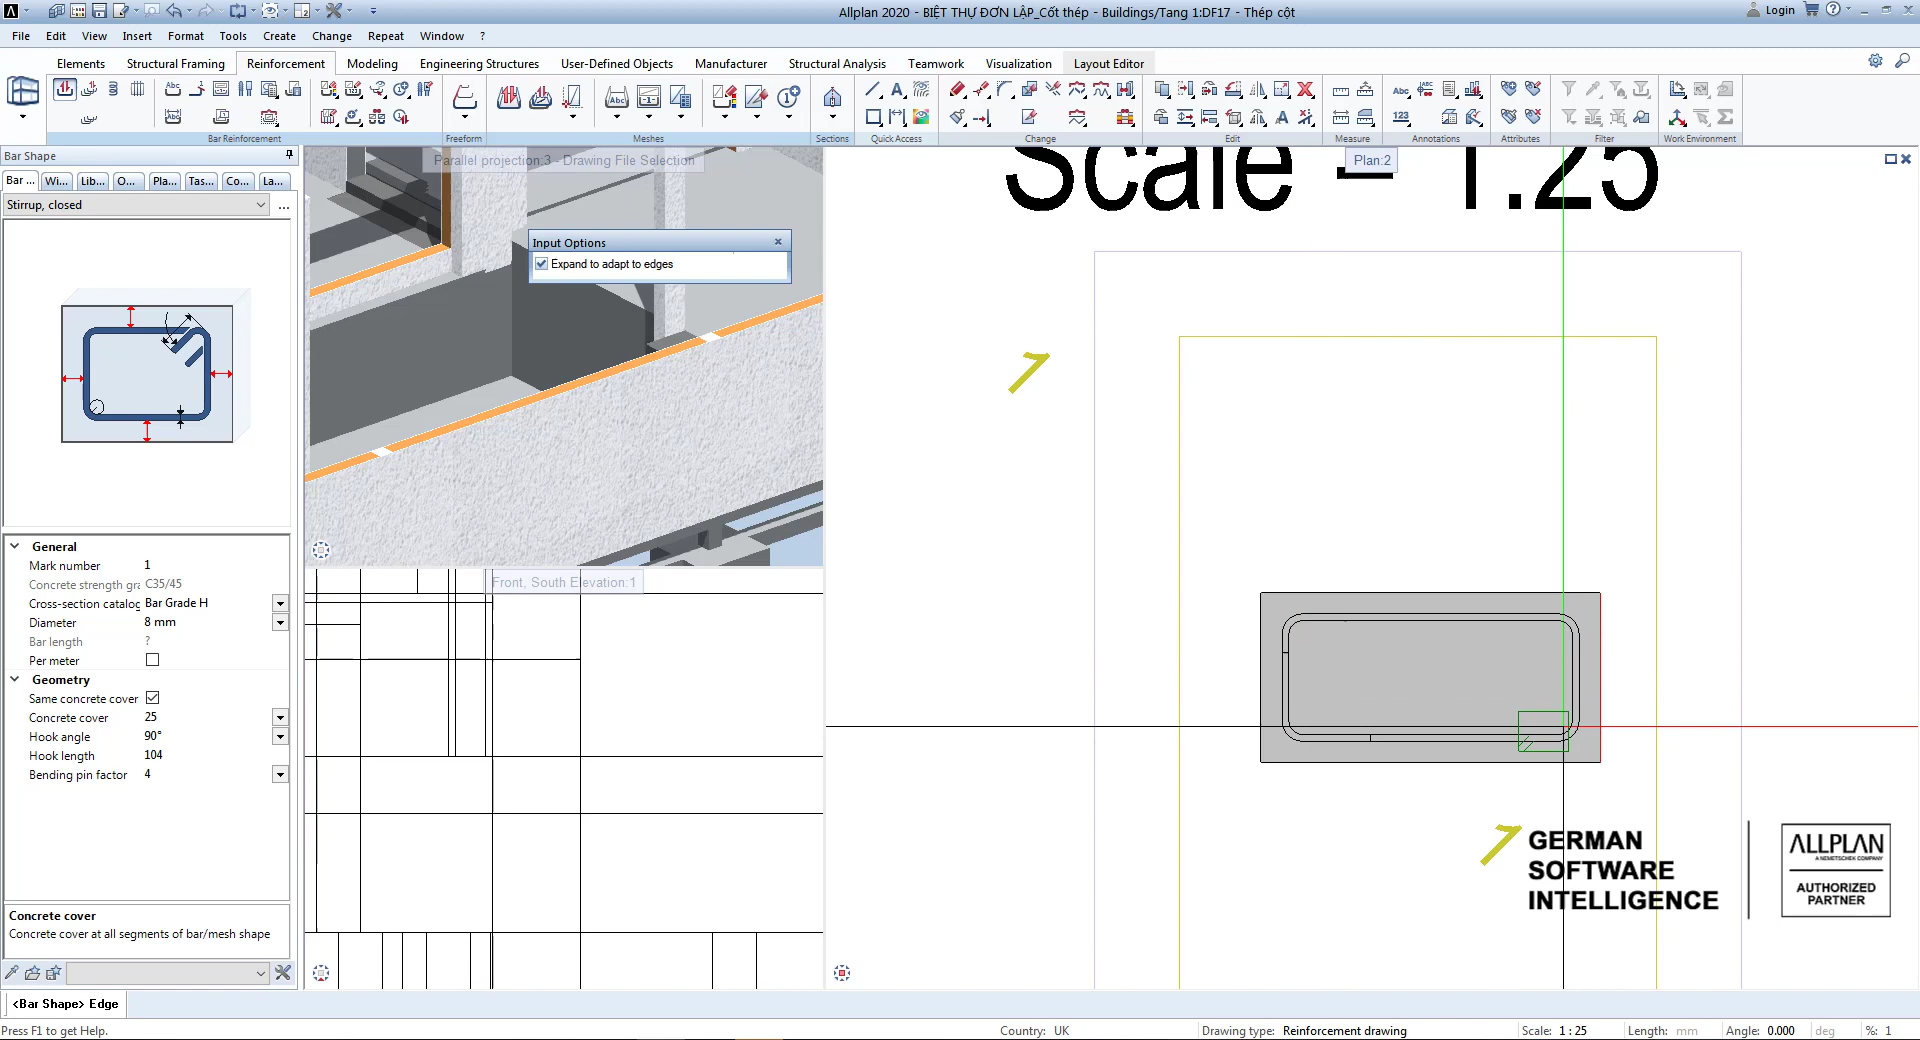 Allplan 2020 - BIỆT THỰ ĐƠN LẬP_Cốt thép - Buildings/Tang 1:DF17 - Thép cột
Login
File Edit View Insert Format Tools Create Change Repeat Window ?
Elements Structural Framing Reinforcement Modeling Engineering Structures User-Defined Objects Manufacturer Structural Analysis Teamwork Visualization Layout Editor
Bar Reinforcement Freeform Meshes Sections Quick Access Change Edit Measure Annotations Attributes Filter Work Environment
Bar Shape
Bar ... Wi... Lib... O... Pla... Tas... Co... La...
Stirrup, closed ...
General
Mark number 1
Concrete strength gra C35/45
Cross-section catalog Bar Grade H
Diameter 8 mm
Bar length ?
Per meter
Geometry
Same concrete cover
Concrete cover 25
Hook angle 90°
Hook length 104
Bending pin factor 4
Concrete cover
Concrete cover at all segments of bar/mesh shape
<Bar Shape> Edge
Parallel projection:3 - Drawing File Selection
Input Options
Expand to adapt to edges
Front, South Elevation:1
Plan:2
Scale = 1:25
1
1
GERMAN
SOFTWARE
INTELLIGENCE
ALLPLAN
A NEMETSCHEK COMPANY
AUTHORIZED
PARTNER
Press F1 to get Help. Country: UK Drawing type: Reinforcement drawing Scale: 1 : 25 Length: mm Angle: 0.000 deg %: 1